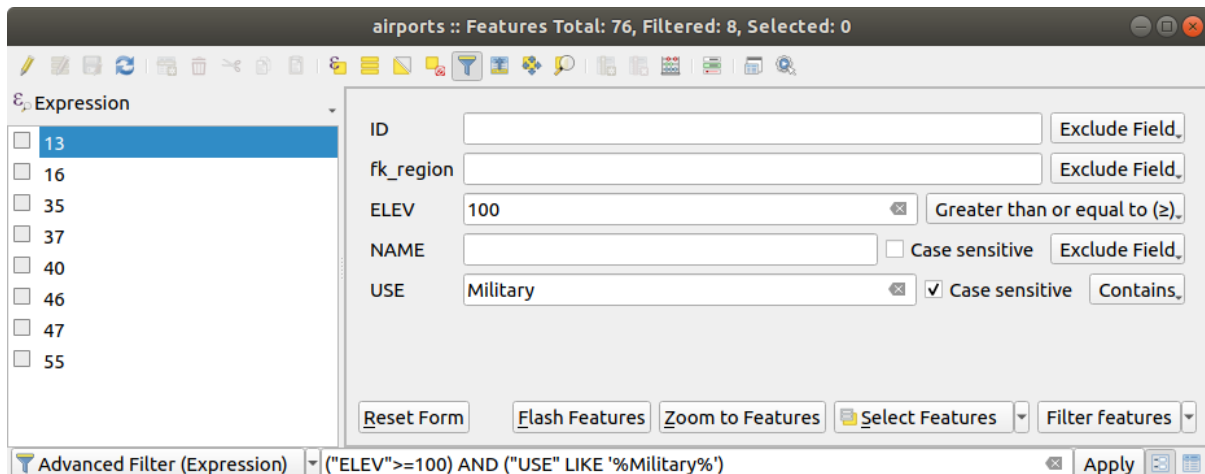 airports :: Features Total: 76, Filtered: 8, Selected: 0
Expression
13
16
35
37
40
46
47
55
ID Exclude Field
fk_region Exclude Field
ELEV 100 Greater than or equal to (≥)
NAME Case sensitive Exclude Field
USE Military Case sensitive Contains
Reset Form Flash Features Zoom to Features Select Features Filter features
Advanced Filter (Expression) ("ELEV">=100) AND ("USE" LIKE '%Military%') Apply